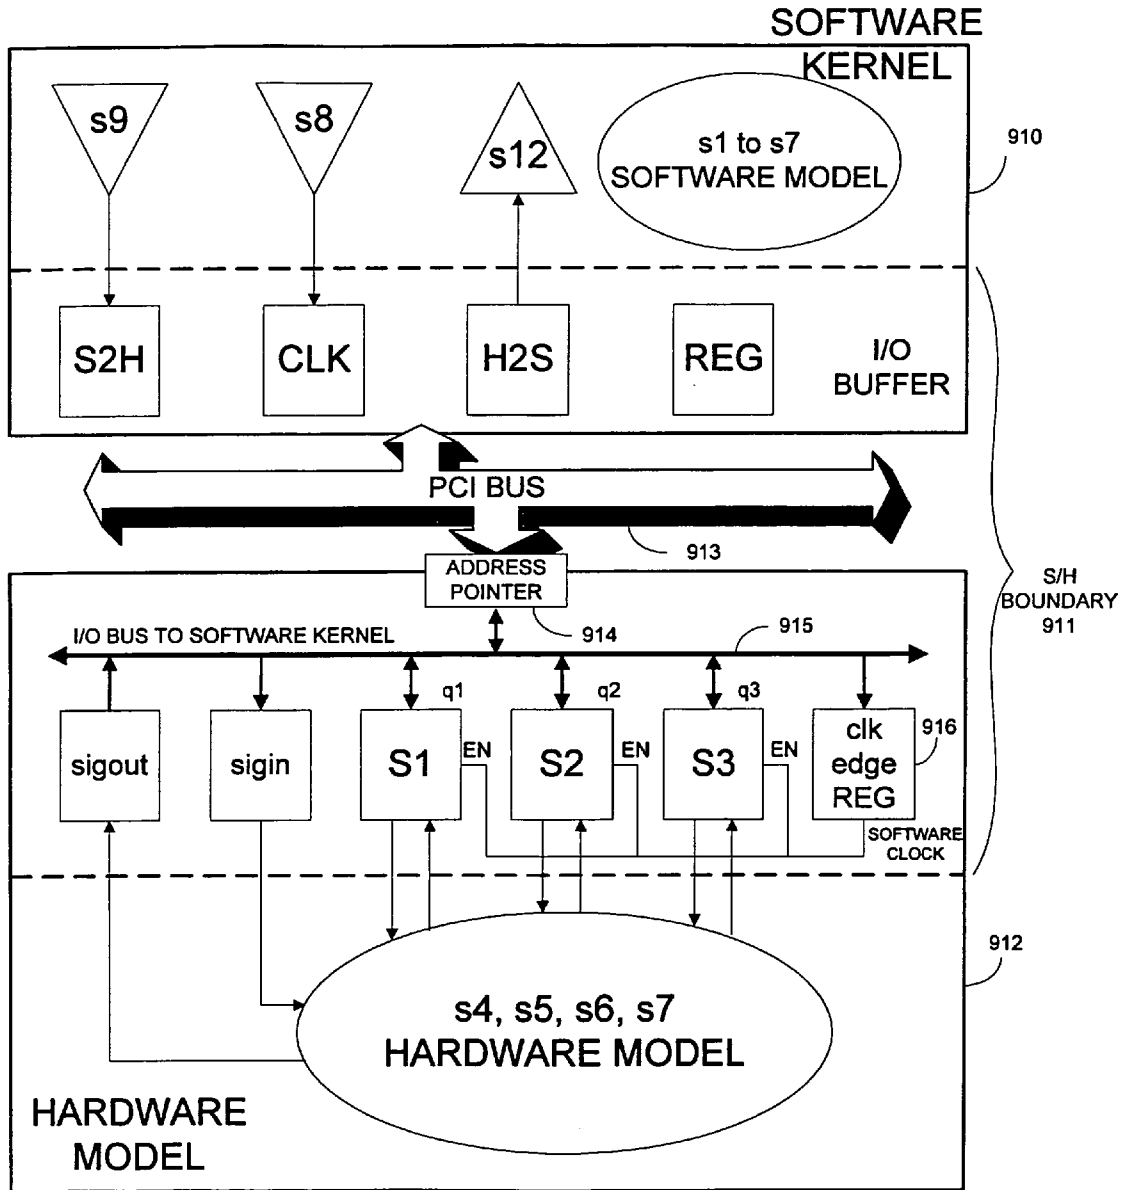 SOFTWARE
KERNEL
s9
s8
s12
s1 to s7
SOFTWARE MODEL
910
S2H
CLK
H2S
REG
I/O
BUFFER
PCI BUS
913
ADDRESS
POINTER
S/H
BOUNDARY
911
914
I/O BUS TO SOFTWARE KERNEL
915
q1
q2
q3
sigout
sigin
S1
EN
S2
EN
S3
EN
clk
edge
REG
916
SOFTWARE
CLOCK
912
s4, s5, s6, s7
HARDWARE MODEL
HARDWARE
MODEL